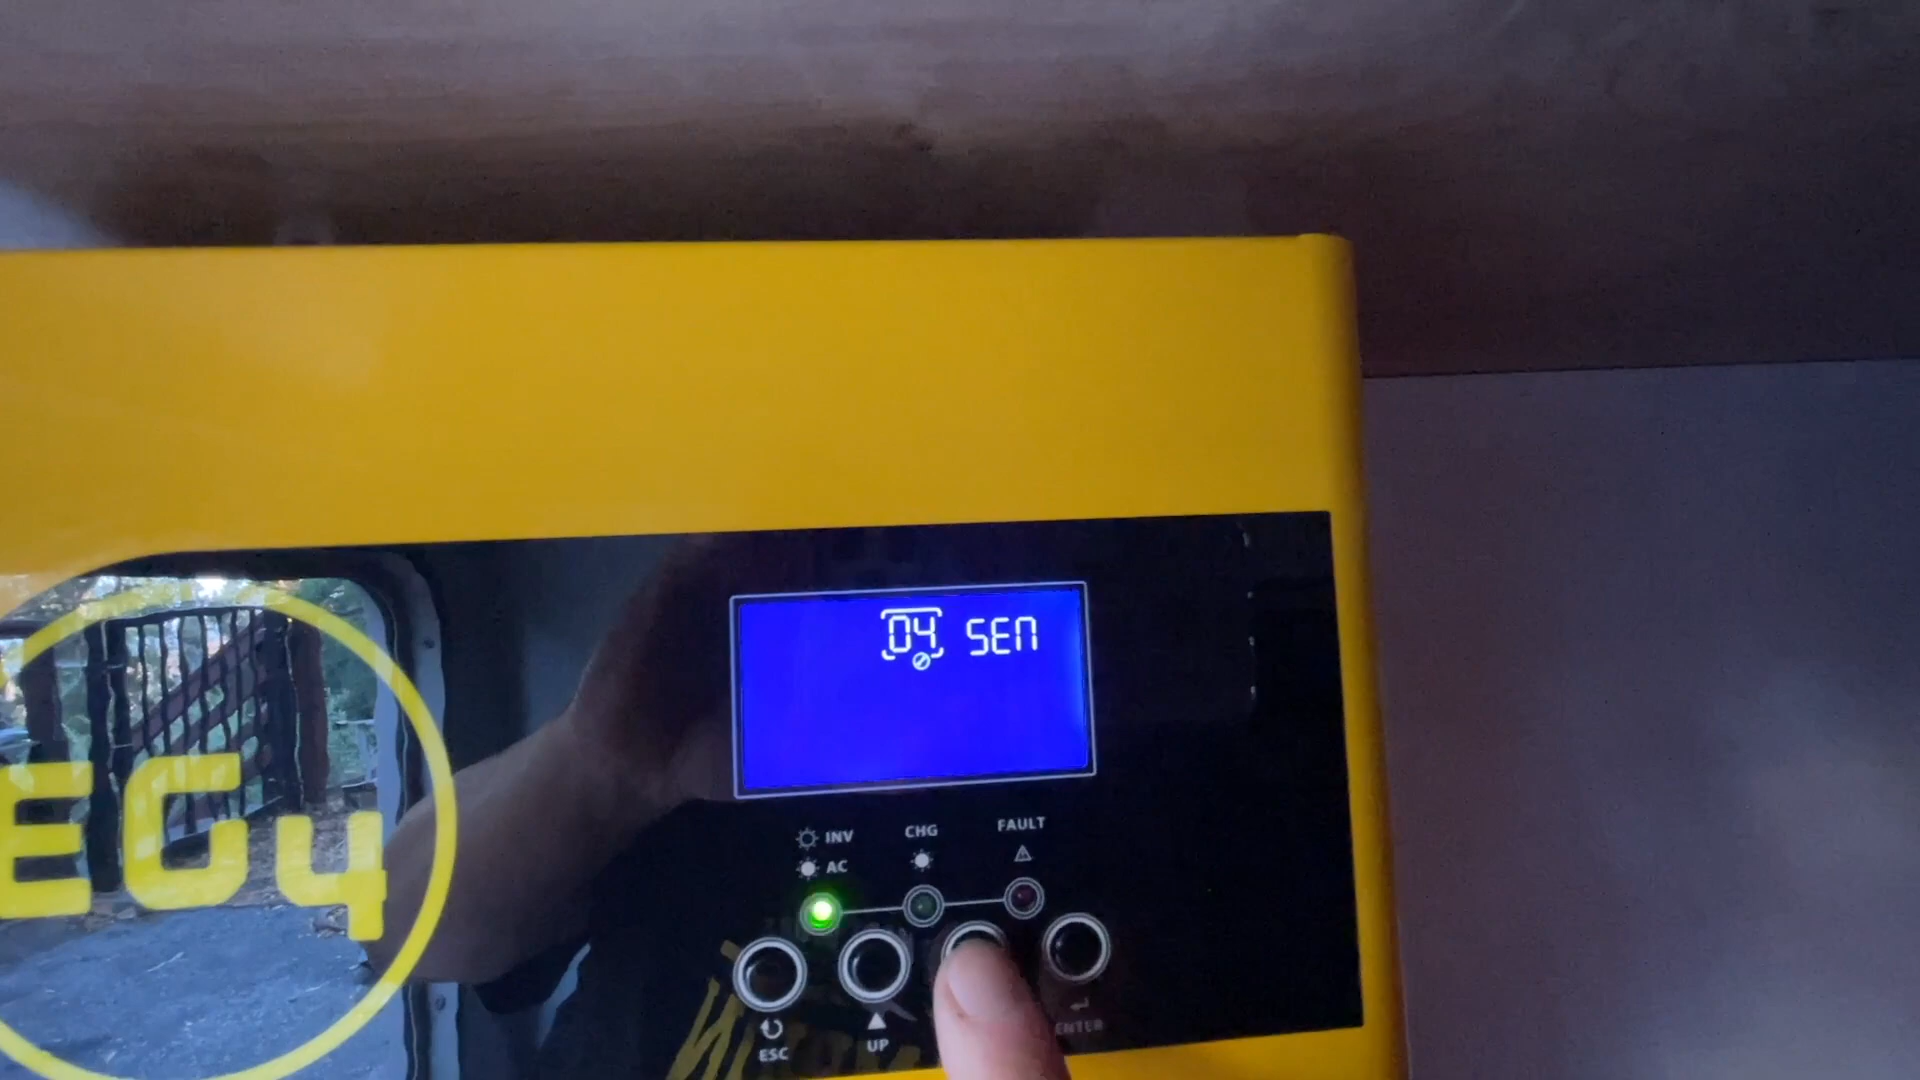 04 SEN
EG4
INV CHG FAULT
AC
ESC UP ENTER